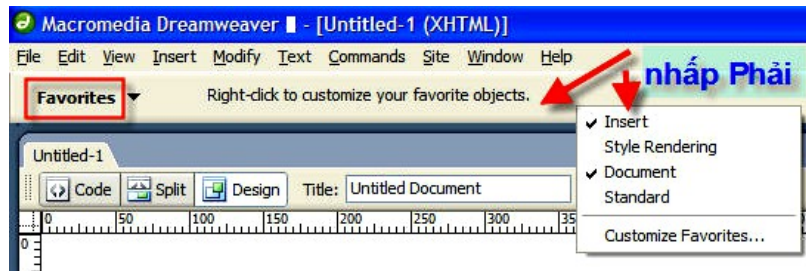 Macromedia Dreamweaver 8 - [Untitled-1 (XHTML)]
File Edit View Insert Modify Text Commands Site Window Help
nhấp Phải
Favorites Right-click to customize your favorite objects.
Insert
Style Rendering
Document
Standard
Customize Favorites...
Untitled-1
Code Split Design Title: Untitled Document
0 50 100 150 200 250 300 35
0